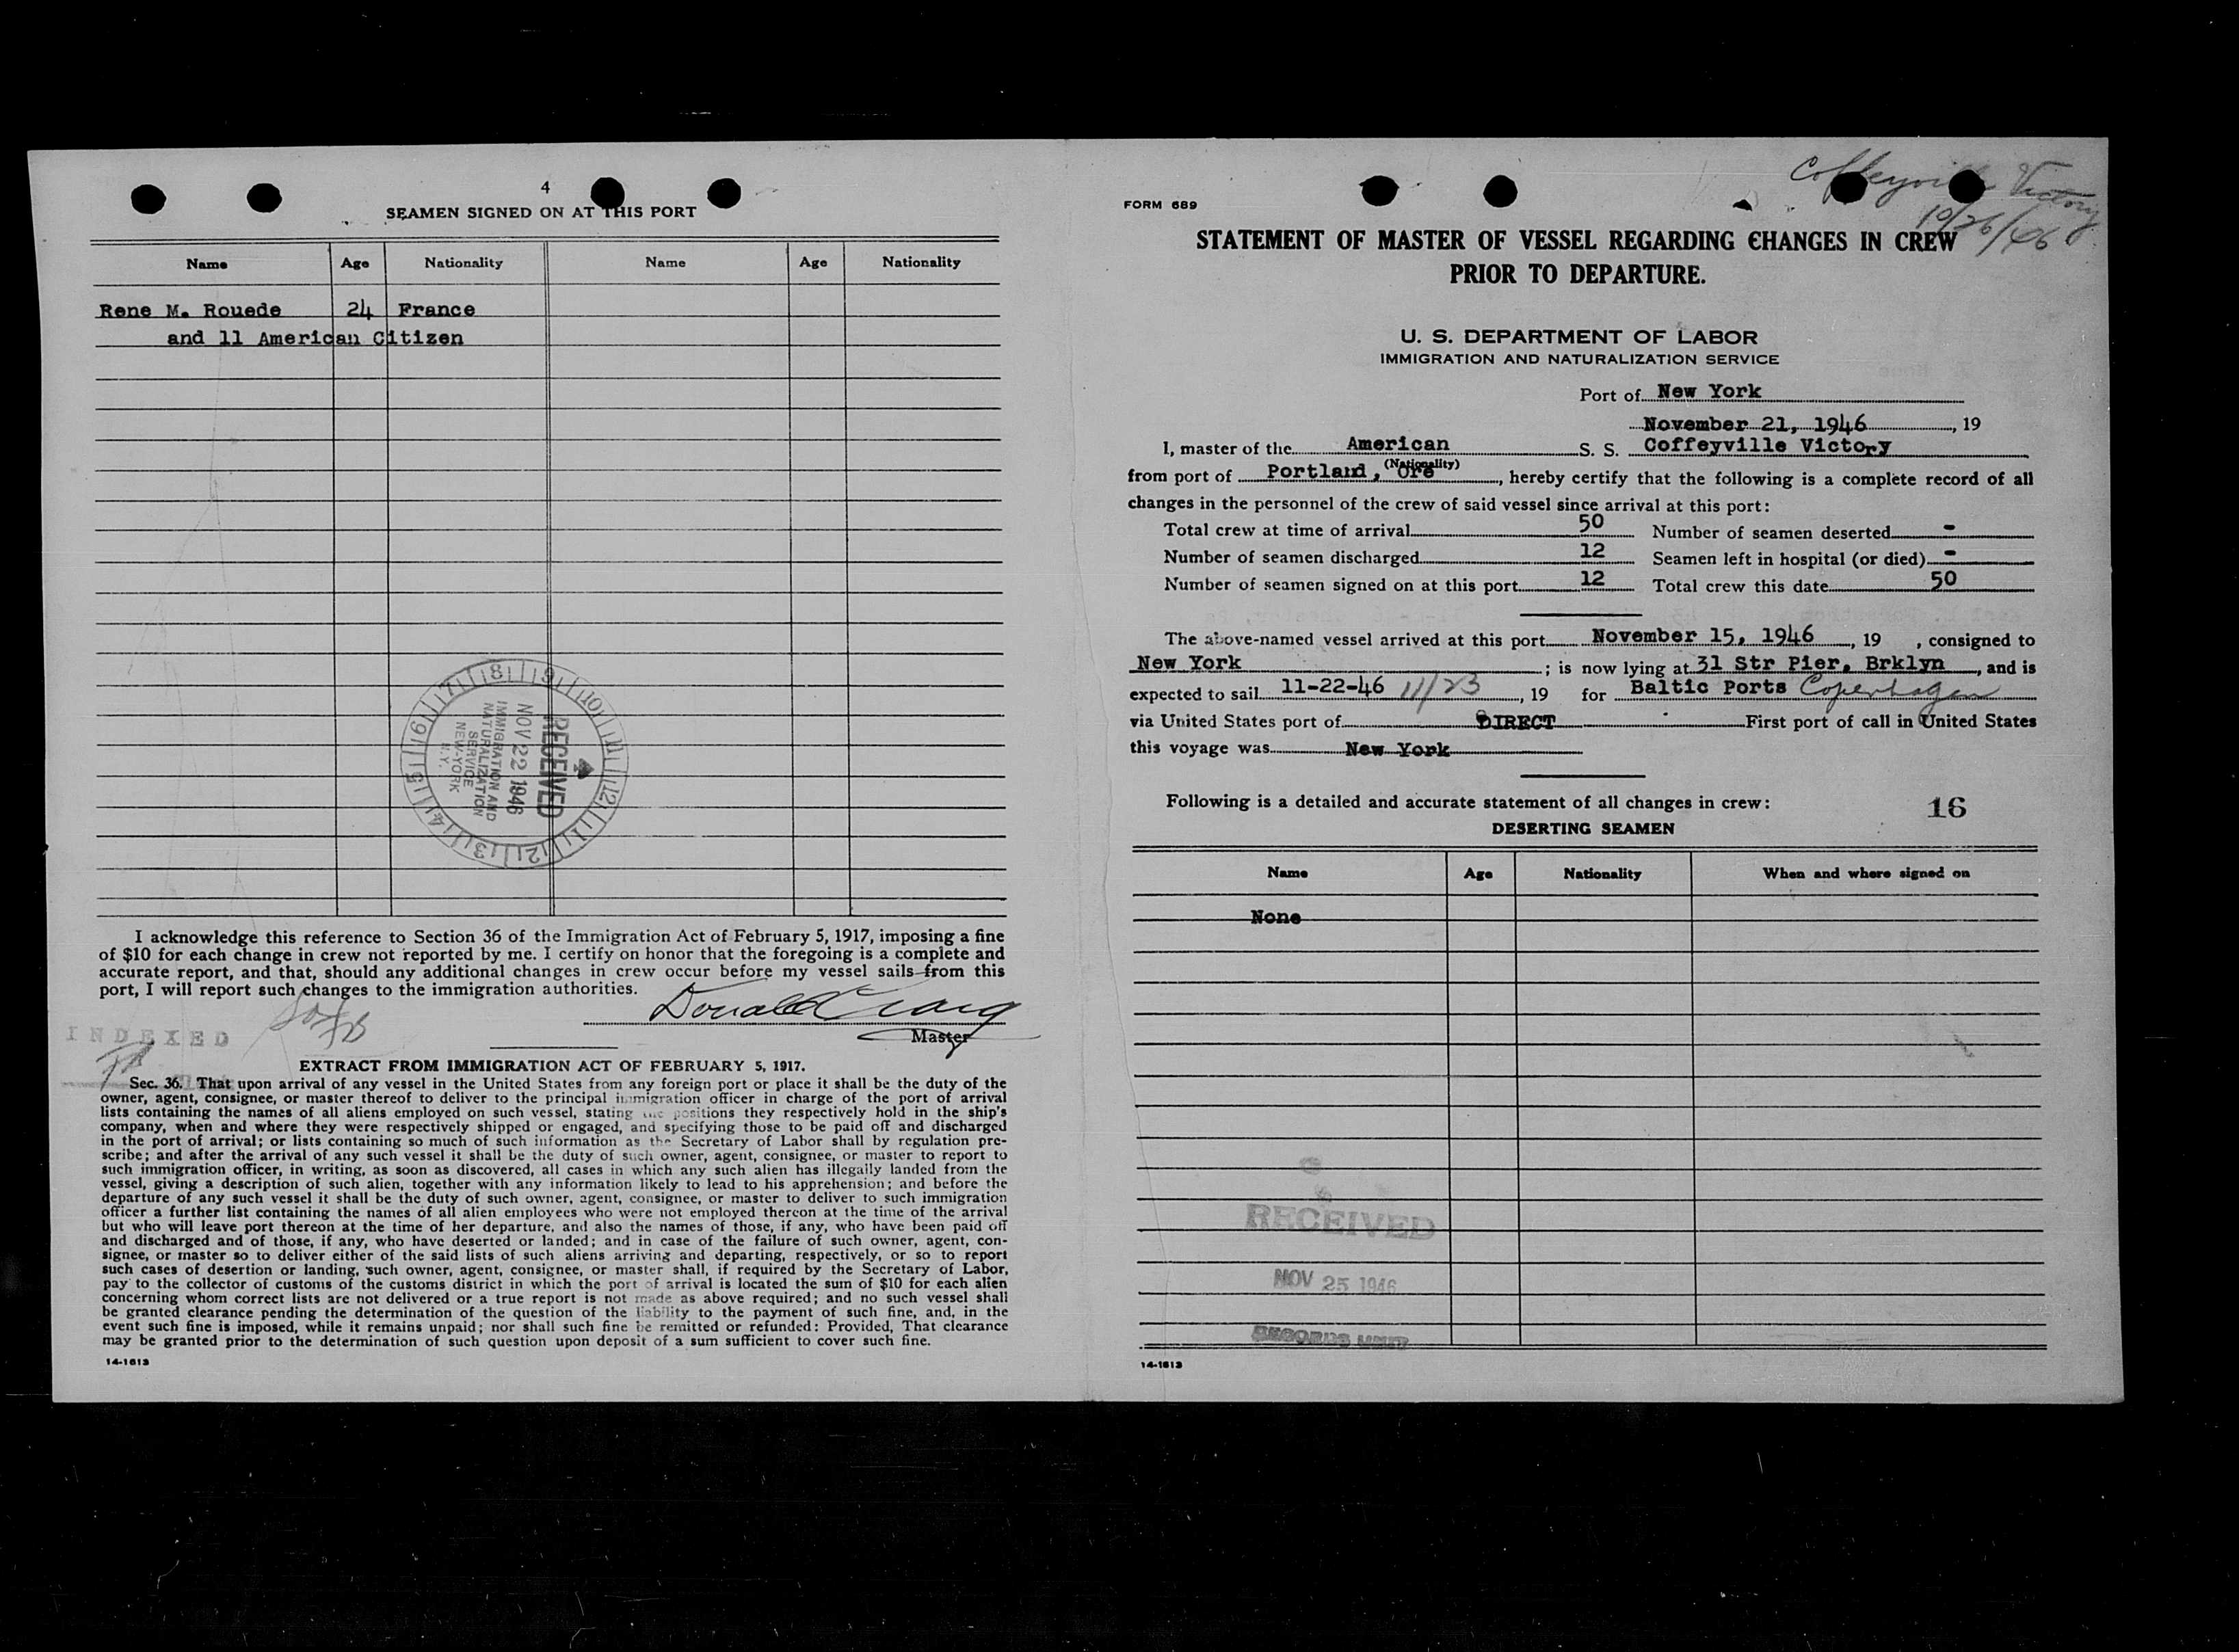 4
SEAMEN SIGNED ON AT THIS PORT
Name Age Nationality Name Age Nationality
Rene M. Rouede 24 France
and 11 American Citizen
RECEIVED
NOV 22 1946
IMMIGRATION AND
NATURALIZATION
SERVICE
NEW-YORK
N.Y.
I acknowledge this reference to Section 36 of the Immigration Act of February 5, 1917, imposing a fine
of $10 for each change in crew not reported by me. I certify on honor that the foregoing is a complete and
accurate report, and that, should any additional changes in crew occur before my vessel sails from this
port, I will report such changes to the immigration authorities.
Donald Craig
Master
INDEXED
EXTRACT FROM IMMIGRATION ACT OF FEBRUARY 5, 1917.
Sec. 36. That upon arrival of any vessel in the United States from any foreign port or place it shall be the duty of the
owner, agent, consignee, or master thereof to deliver to the principal immigration officer in charge of the port of arrival
lists containing the names of all aliens employed on such vessel, stating the positions they respectively hold in the ship's
company, when and where they were respectively shipped or engaged, and specifying those to be paid off and discharged
in the port of arrival; or lists containing so much of such information as the Secretary of Labor shall by regulation pre-
scribe; and after the arrival of any such vessel it shall be the duty of such owner, agent, consignee, or master to report to
such immigration officer, in writing, as soon as discovered, all cases in which any such alien has illegally landed from the
vessel, giving a description of such alien, together with any information likely to lead to his apprehension; and before the
departure of any such vessel it shall be the duty of such owner, agent, consignee, or master to deliver to such immigration
officer a further list containing the names of all alien employees who were not employed thereon at the time of the arrival
but who will leave port thereon at the time of her departure, and also the names of those, if any, who have been paid off
and discharged and of those, if any, who have deserted or landed; and in case of the failure of such owner, agent, con-
signee, or master so to deliver either of the said lists of such aliens arriving and departing, respectively, or so to report
such cases of desertion or landing, such owner, agent, consignee, or master shall, if required by the Secretary of Labor,
pay to the collector of customs of the customs district in which the port of arrival is located the sum of $10 for each alien
concerning whom correct lists are not delivered or a true report is not made as above required; and no such vessel shall
be granted clearance pending the determination of the question of the liability to the payment of such fine, and, in the
event such fine is imposed, while it remains unpaid; nor shall such fine be remitted or refunded: Provided, That clearance
may be granted prior to the determination of such question upon deposit of a sum sufficient to cover such fine.
14-1613
Coffeyville Victory
10/26/46
FORM 689
STATEMENT OF MASTER OF VESSEL REGARDING CHANGES IN CREW
PRIOR TO DEPARTURE.
U. S. DEPARTMENT OF LABOR
IMMIGRATION AND NATURALIZATION SERVICE
Port of New York
November 21, 1946, 19
I, master of the American S. S. Coffeyville Victory
(Nationality)
from port of Portland, Ore, hereby certify that the following is a complete record of all
changes in the personnel of the crew of said vessel since arrival at this port:
Total crew at time of arrival 50 Number of seamen deserted -
Number of seamen discharged 12 Seamen left in hospital (or died) -
Number of seamen signed on at this port 12 Total crew this date 50
The above-named vessel arrived at this port November 15, 1946, 19 , consigned to
New York ; is now lying at 31 Str Pier, Brklyn, and is
expected to sail 11-22-46 11/23, 19 for Baltic Ports Copenhagen
via United States port of DIRECT First port of call in United States
this voyage was New York
Following is a detailed and accurate statement of all changes in crew:
16
DESERTING SEAMEN
Name Age Nationality When and where signed on
None
RECEIVED
NOV 25 1946
RECORDS UNIT
14-1613